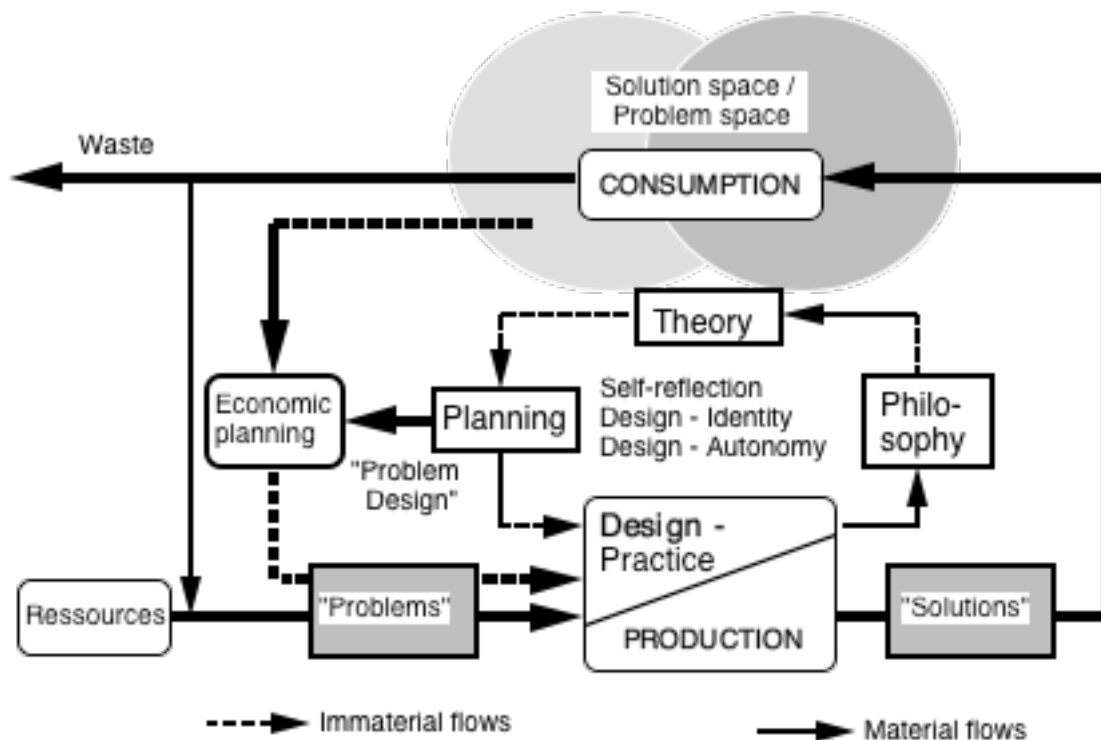 Solution space /
Problem space
Waste
CONSUMPTION
Theory
Economic
planning
Planning
Self-reflection
Design - Identity
Design - Autonomy
Philo-
sophy
"Problem
Design"
Design -
Practice
Ressources
"Problems"
PRODUCTION
"Solutions"
Immaterial flows
Material flows